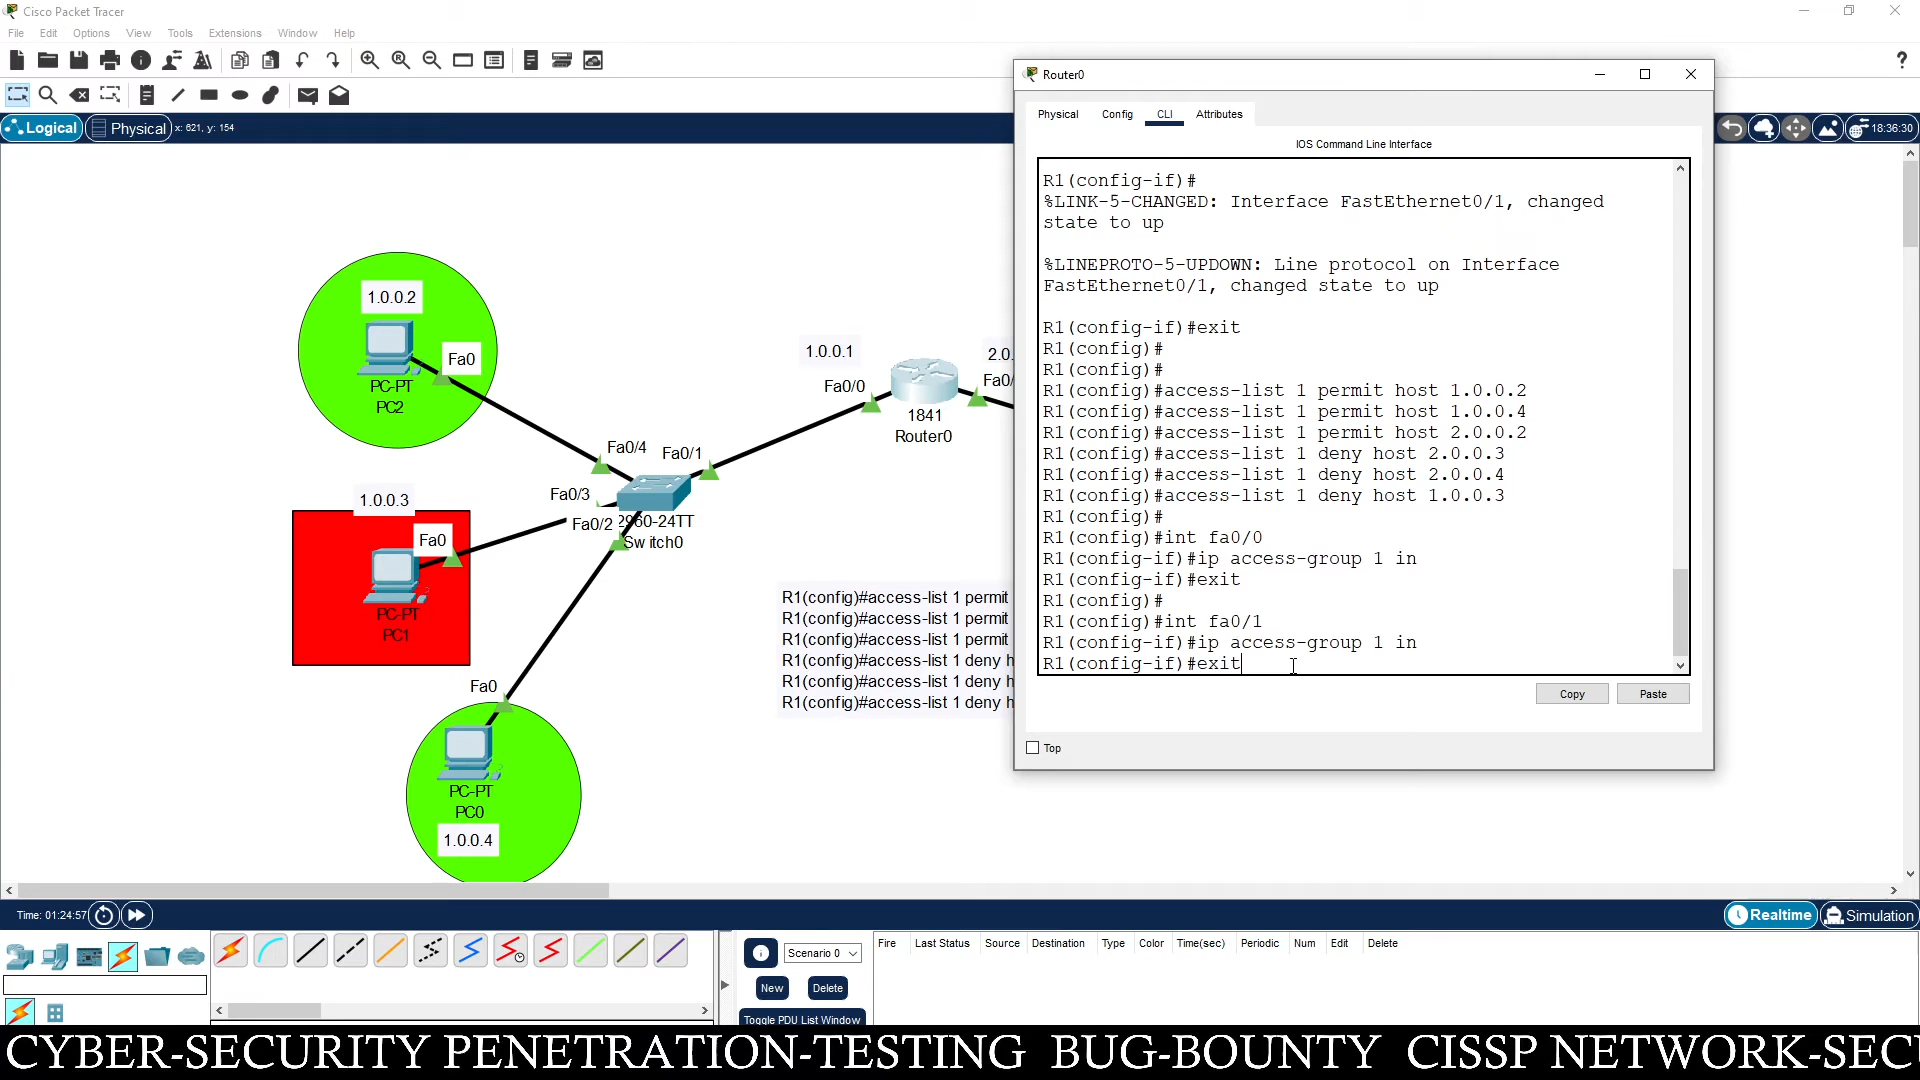 Cisco Packet Tracer
File Edit Options View Tools Extensions Window Help
Logical Physical x: 621, y: 154
18:36:30
Router0
Physical Config CLI Attributes
IOS Command Line Interface
R1(config-if)#
%LINK-5-CHANGED: Interface FastEthernet0/1, changed
state to up
%LINEPROTO-5-UPDOWN: Line protocol on Interface
FastEthernet0/1, changed state to up
R1(config-if)#exit
R1(config)#
R1(config)#
R1(config)#access-list 1 permit host 1.0.0.2
R1(config)#access-list 1 permit host 1.0.0.4
R1(config)#access-list 1 permit host 2.0.0.2
R1(config)#access-list 1 deny host 2.0.0.3
R1(config)#access-list 1 deny host 2.0.0.4
R1(config)#access-list 1 deny host 1.0.0.3
R1(config)#
R1(config)#int fa0/0
R1(config-if)#ip access-group 1 in
R1(config-if)#exit
R1(config)#
R1(config)#int fa0/1
R1(config-if)#ip access-group 1 in
R1(config-if)#exit
Copy Paste
Top
1.0.0.2
Fa0
PC-PT
PC2
1.0.0.1
2.0.
Fa0/0
Fa0/
1841
Router0
Fa0/4
Fa0/1
Fa0/3
Fa0/2
2960-24TT
Switch0
1.0.0.3
Fa0
PC-PT
PC1
Fa0
PC-PT
PC0
1.0.0.4
R1(config)#access-list 1 permit
R1(config)#access-list 1 permit
R1(config)#access-list 1 permit
R1(config)#access-list 1 deny h
R1(config)#access-list 1 deny h
R1(config)#access-list 1 deny h
Time: 01:24:57
Realtime Simulation
Scenario 0
New Delete
Toggle PDU List Window
Fire Last Status Source Destination Type Color Time(sec) Periodic Num Edit Delete
CYBER-SECURITY PENETRATION-TESTING BUG-BOUNTY CISSP NETWORK-SECU